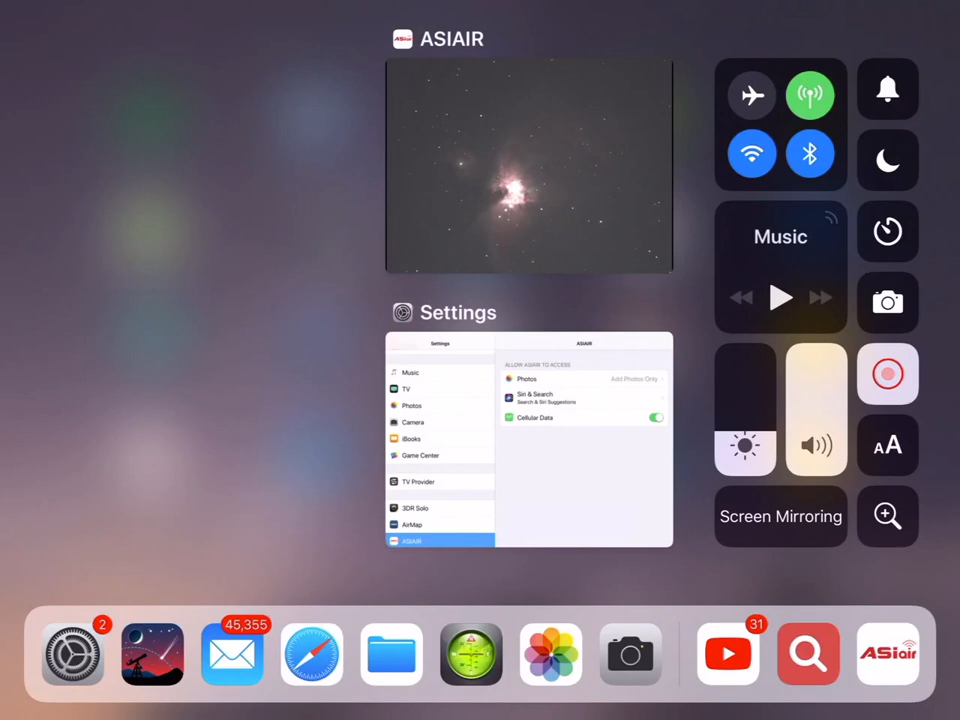 ASIAIR
ASiair
Music
Settings
Settings
ASIAIR
Music
TV
Photos
Camera
iBooks
Game Center
TV Provider
3DR Solo
AirMap
ASIAIR
ALLOW ASIAIR TO ACCESS
Photos
Add Photos Only
Siri & Search
Search & Siri Suggestions
Cellular Data
AA
Screen Mirroring
2
45,355
31
ASiair